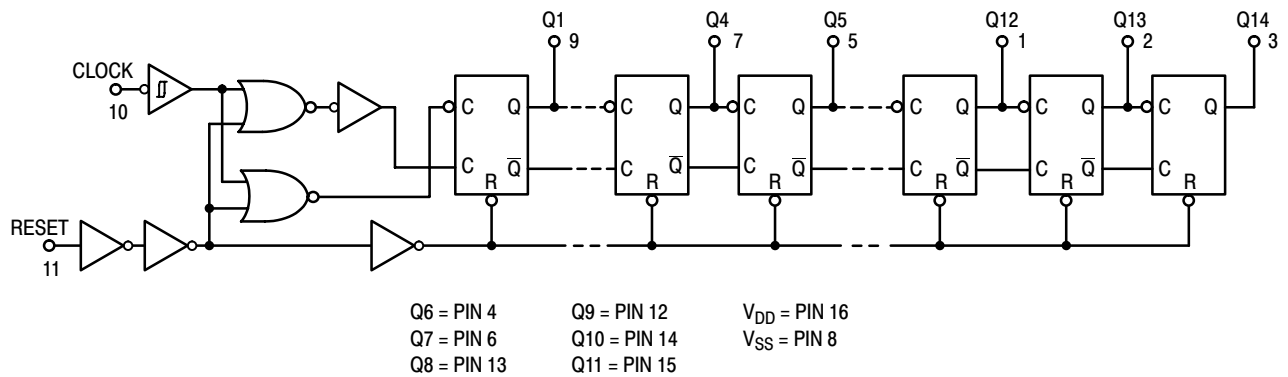 Q1 Q4 Q5 Q12 Q13 Q14
9 7 5 1 2 3
CLOCK
10
C Q C Q C Q C Q C Q C Q
C Q̅ C Q̅ C Q̅ C Q̅ C Q̅ C
R R R R R R
RESET
11
Q6 = PIN 4 Q9 = PIN 12 VDD = PIN 16
Q7 = PIN 6 Q10 = PIN 14 VSS = PIN 8
Q8 = PIN 13 Q11 = PIN 15